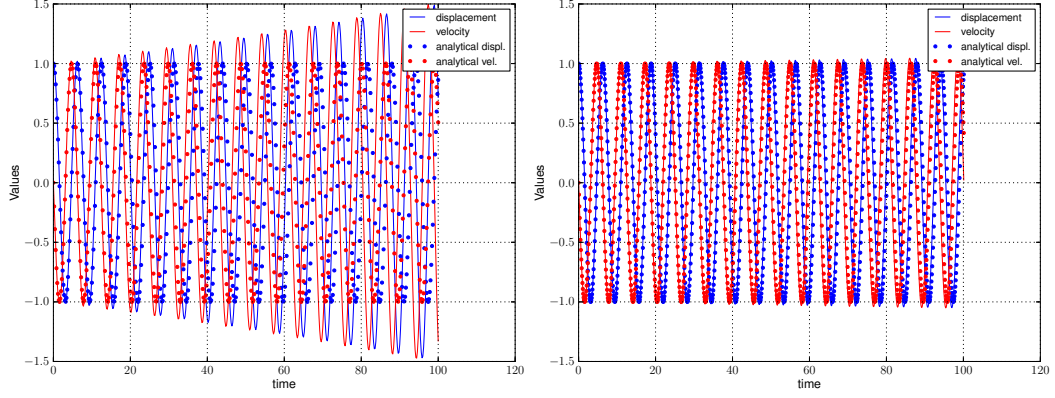 1.5
1.0
0.5
0.0
−0.5
−1.0
−1.5
Values
0
20
40
60
80
100
120
time
displacement
velocity
analytical displ.
analytical vel.
1.5
1.0
0.5
0.0
−0.5
−1.0
−1.5
Values
0
20
40
60
80
100
120
time
displacement
velocity
analytical displ.
analytical vel.